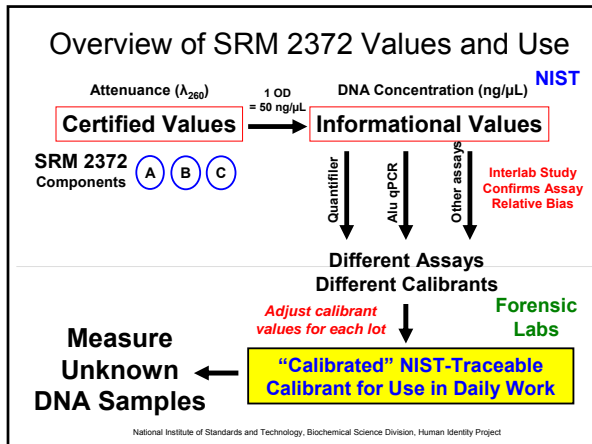 Overview of SRM 2372 Values and Use
NIST
Attenuance (λ260)
1 OD
= 50 ng/µL
DNA Concentration (ng/µL)
Certified Values
Informational Values
SRM 2372
Components
A B C
Quantifiler
Alu qPCR
Other assays
Interlab Study
Confirms Assay
Relative Bias
Different Assays
Different Calibrants
Adjust calibrant
values for each lot
Forensic
Labs
Measure
Unknown
DNA Samples
“Calibrated” NIST-Traceable
Calibrant for Use in Daily Work
National Institute of Standards and Technology, Biochemical Science Division, Human Identity Project